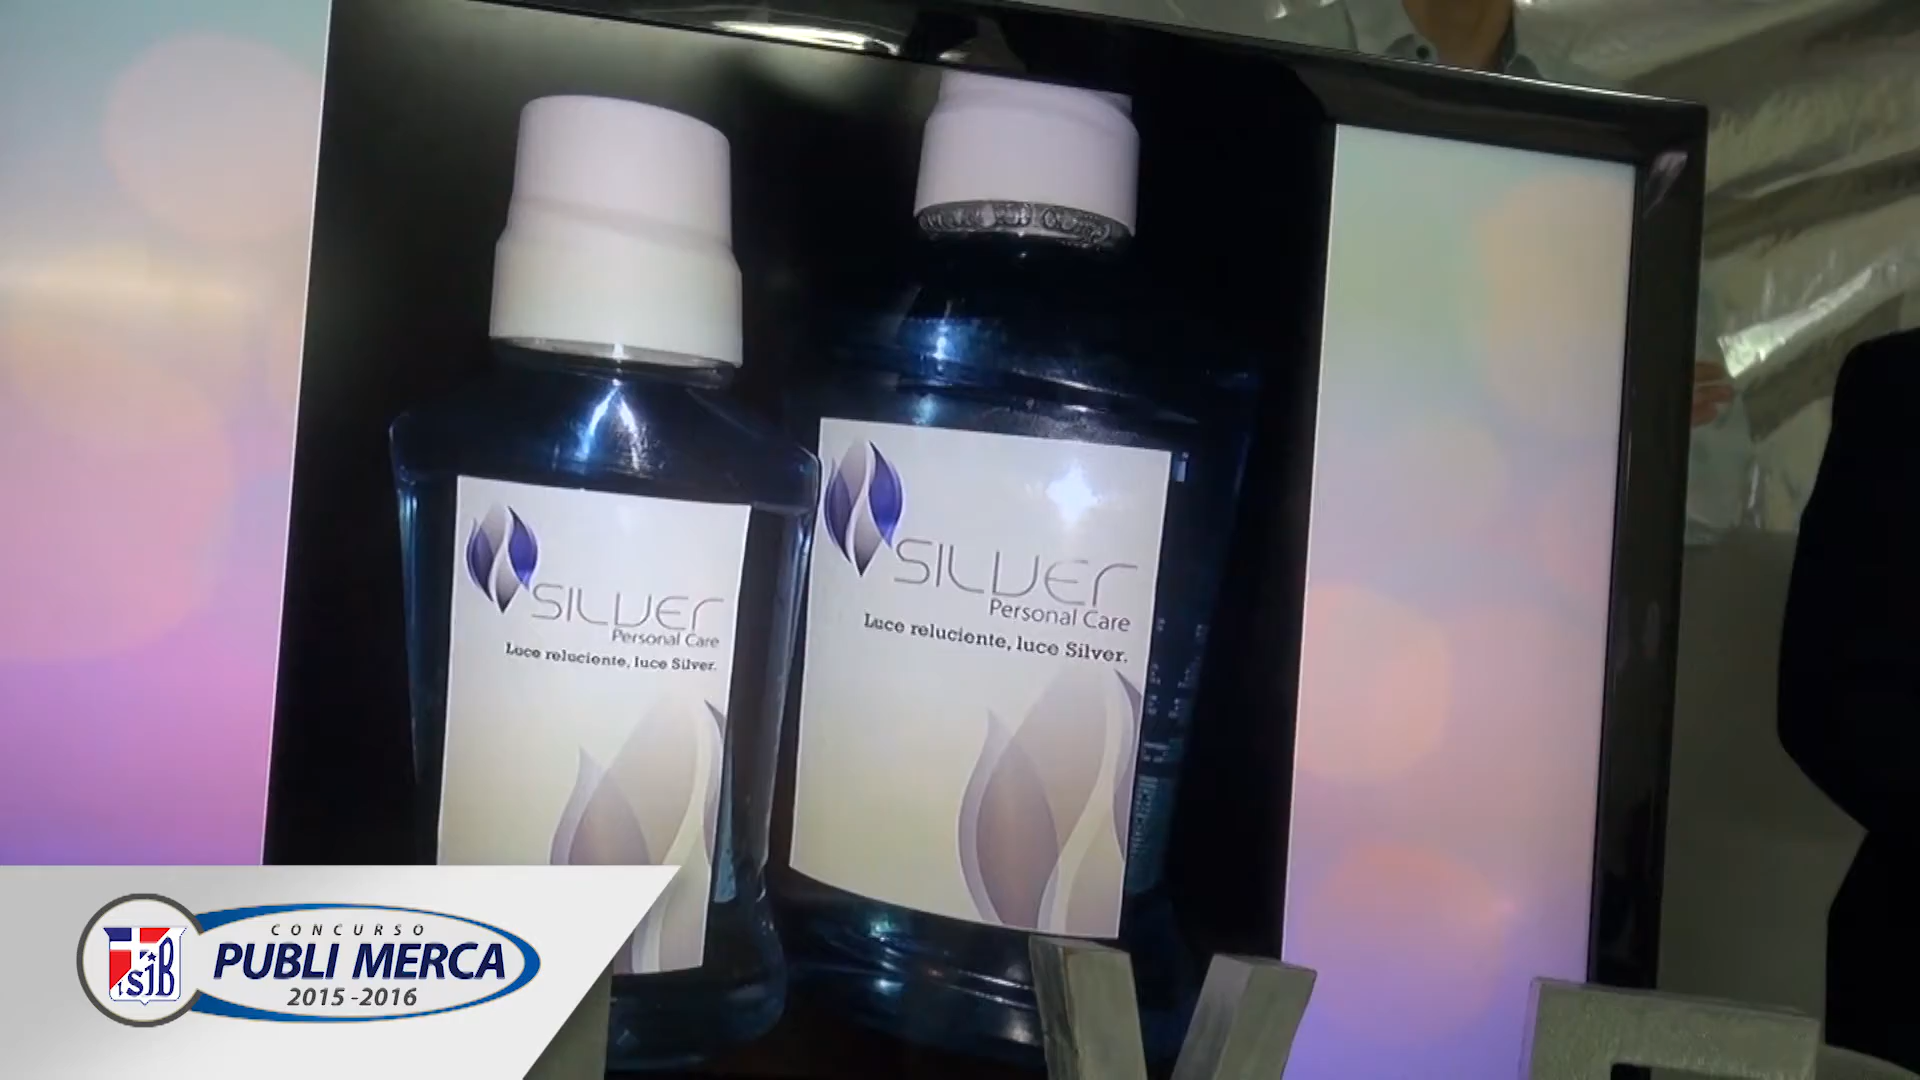 SILVER
Personal Care
Luce reluciente, luce Silver.
SILVER
Personal Care
Luce reluciente, luce Silver.
CONCURSO
PUBLI MERCA
2015-2016